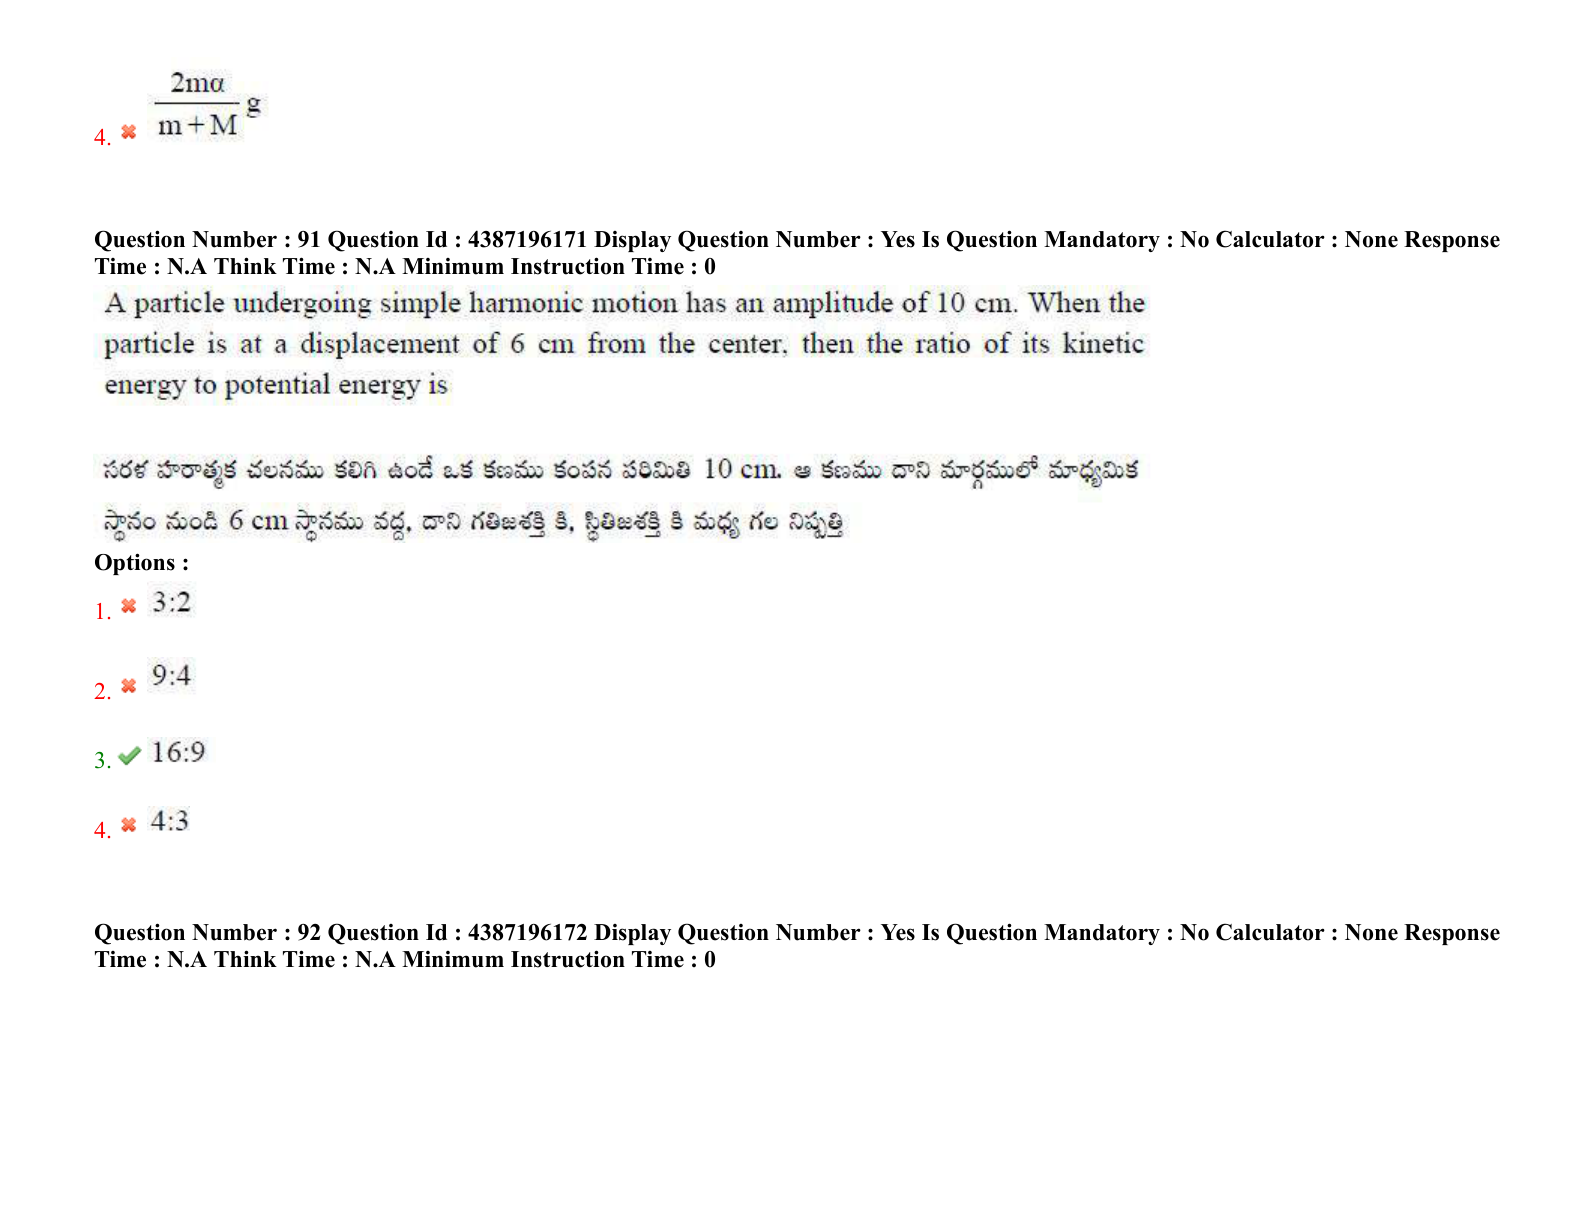 2mα
m+M
g
4.
Question Number : 91 Question Id : 4387196171 Display Question Number : Yes Is Question Mandatory : No Calculator : None Response
Time : N.A Think Time : N.A Minimum Instruction Time : 0
A particle undergoing simple harmonic motion has an amplitude of 10 cm. When the
particle is at a displacement of 6 cm from the center, then the ratio of its kinetic
energy to potential energy is
సరళ హరాత్మక చలనము కలిగి ఉండే ఒక కణము కంపన పరిమితి 10 cm. ఆ కణము దాని మార్గములో మాధ్యమిక
స్థానం నుండి 6 cm స్థానము వద్ద, దాని గతిజశక్తి కి, స్థితిజశక్తి కి మధ్య గల నిష్పత్తి
Options :
1. 3:2
2. 9:4
3. 16:9
4. 4:3
Question Number : 92 Question Id : 4387196172 Display Question Number : Yes Is Question Mandatory : No Calculator : None Response
Time : N.A Think Time : N.A Minimum Instruction Time : 0